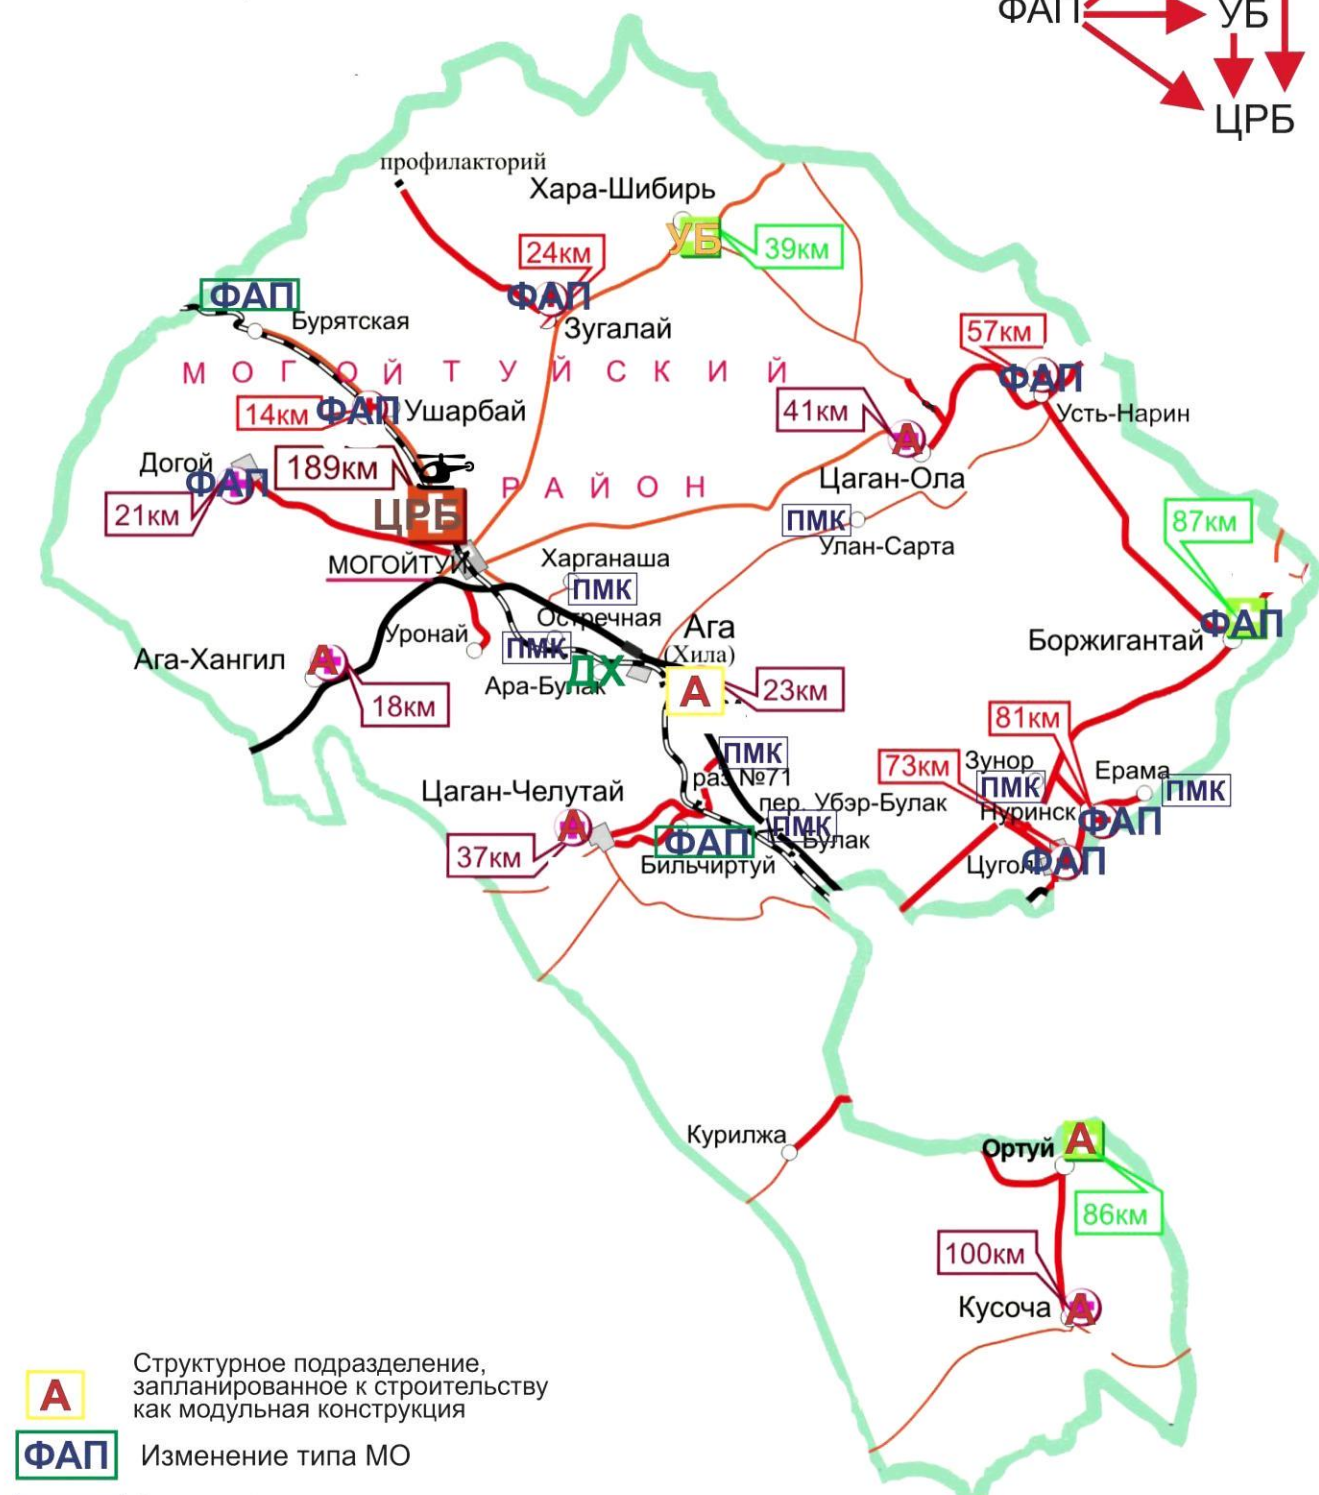 ФАП
УБ
ЦРБ
профилакторий
Хара-Шибирь
УБ
39км
24км
ФАП
Зугалай
ФАП
Бурятская
МОГОЙТУЙСКИЙ
57км
ФАП
Усть-Нарин
14км
ФАП
Ушарбай
41км
А
Цаган-Ола
Догой
ФАП
21км
189км
ЦРБ
РАЙОН
МОГОЙТУЙ
ПМК
Улан-Сарта
87км
ФАП
Боржигантай
Харганаша
ПМК
Остречная
Уронай
ПМК
Ара-Булак
ДХ
Ага
(Хила)
А
23км
Ага-Хангил
А
18км
ПМК
раз №71
пер. Убэр-Булак
ПМК
Булак
81км
73км
Зунор
ПМК
Нуринск
Ерама
ПМК
ФАП
Цугол
ФАП
Цаган-Челутай
А
37км
ФАП
Бильчиртуй
Курилжа
Ортуй
А
86км
100км
Кусоча
А
А
Структурное подразделение,
запланированное к строительству
как модульная конструкция
ФАП
Изменение типа МО